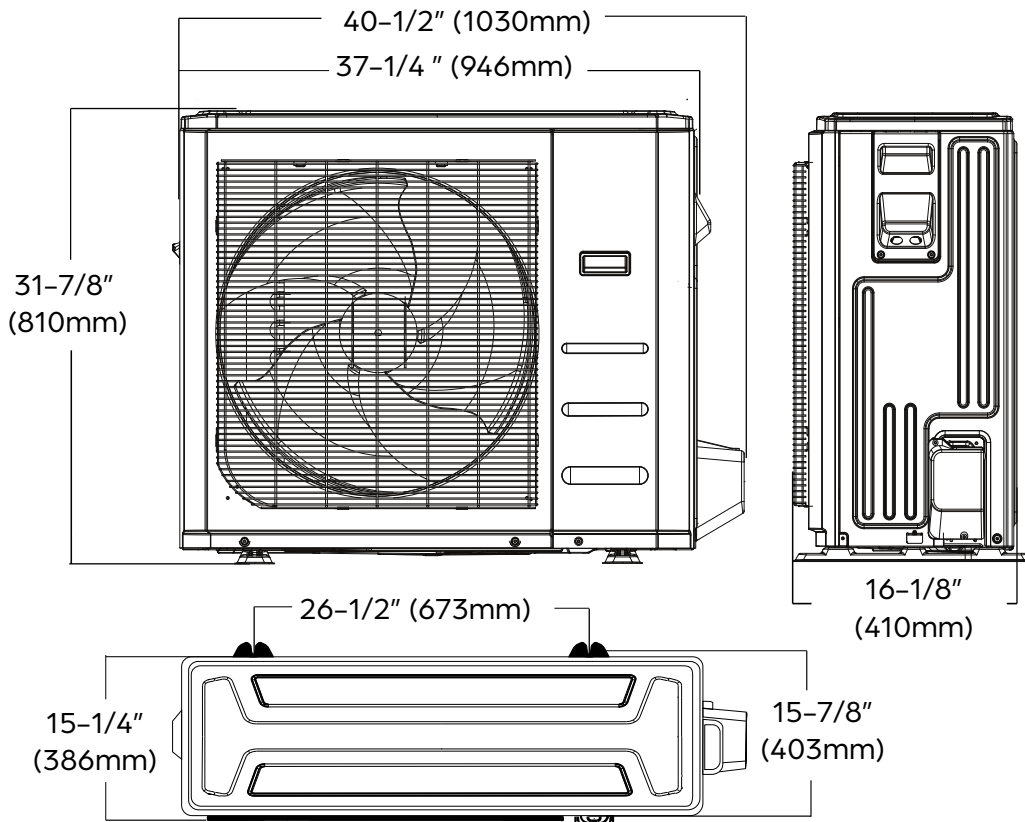 40–1/2" (1030mm)
37–1/4 " (946mm)
31–7/8"
(810mm)
16–1/8"
(410mm)
26–1/2" (673mm)
15–1/4"
(386mm)
15–7/8"
(403mm)